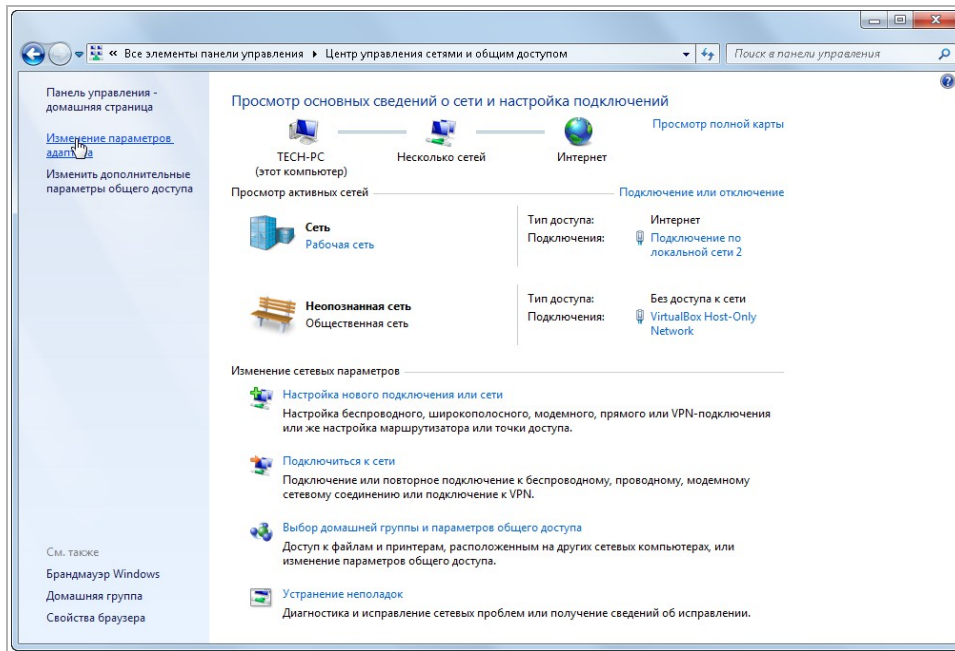 « Все элементы панели управления ▸ Центр управления сетями и общим доступом
Поиск в панели управления
Панель управления -
домашняя страница
Изменение параметров
адаптера
Изменить дополнительные
параметры общего доступа
См. также
Брандмауэр Windows
Домашняя группа
Свойства браузера
Просмотр основных сведений о сети и настройка подключений
TECH-PC
(этот компьютер)
Несколько сетей
Интернет
Просмотр полной карты
Просмотр активных сетей
Подключение или отключение
Сеть
Рабочая сеть
Тип доступа: Интернет
Подключения: Подключение по
локальной сети 2
Неопознанная сеть
Общественная сеть
Тип доступа: Без доступа к сети
Подключения: VirtualBox Host-Only
Network
Изменение сетевых параметров
Настройка нового подключения или сети
Настройка беспроводного, широкополосного, модемного, прямого или VPN-подключения
или же настройка маршрутизатора или точки доступа.
Подключиться к сети
Подключение или повторное подключение к беспроводному, проводному, модемному
сетевому соединению или подключение к VPN.
Выбор домашней группы и параметров общего доступа
Доступ к файлам и принтерам, расположенным на других сетевых компьютерах, или
изменение параметров общего доступа.
Устранение неполадок
Диагностика и исправление сетевых проблем или получение сведений об исправлении.